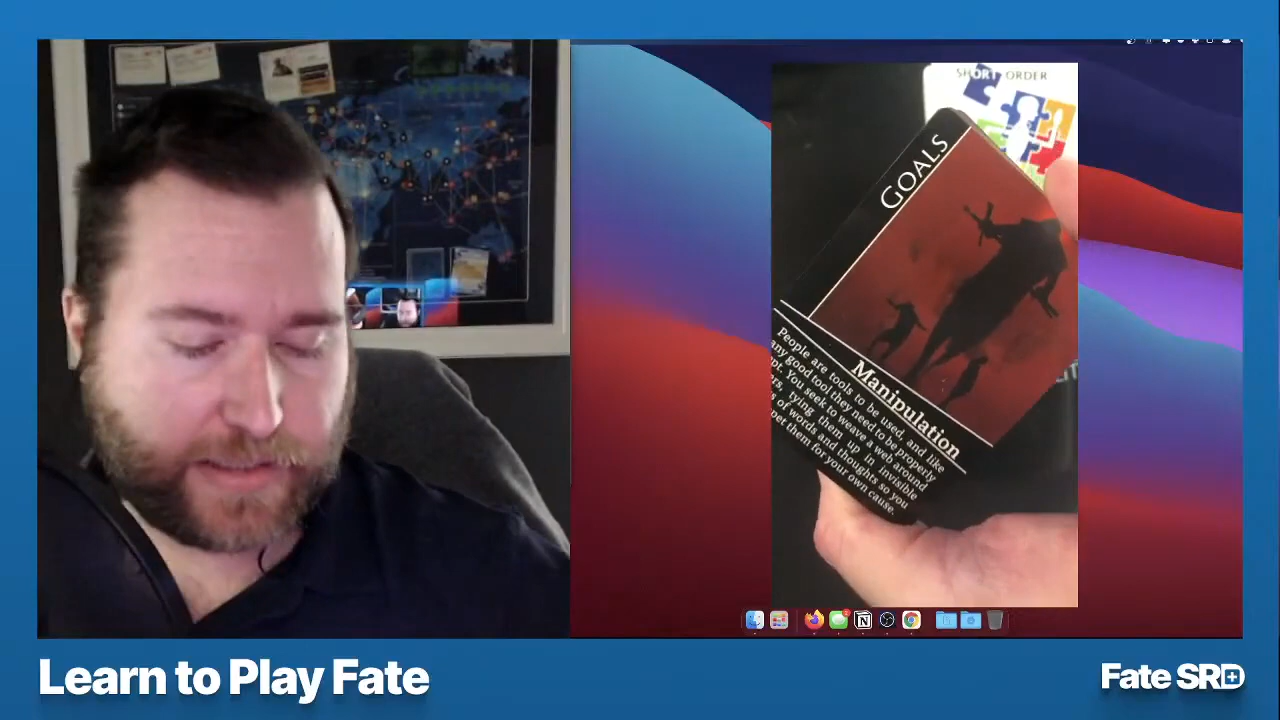 SHORT ORDER
GOALS
Manipulation
People are tools to be used, and like
any good tool they need to be properly
You seek to weave a web around
tying them up in invisible
of words and thoughts so you
them for your own cause.
Learn to Play Fate
Fate SRD